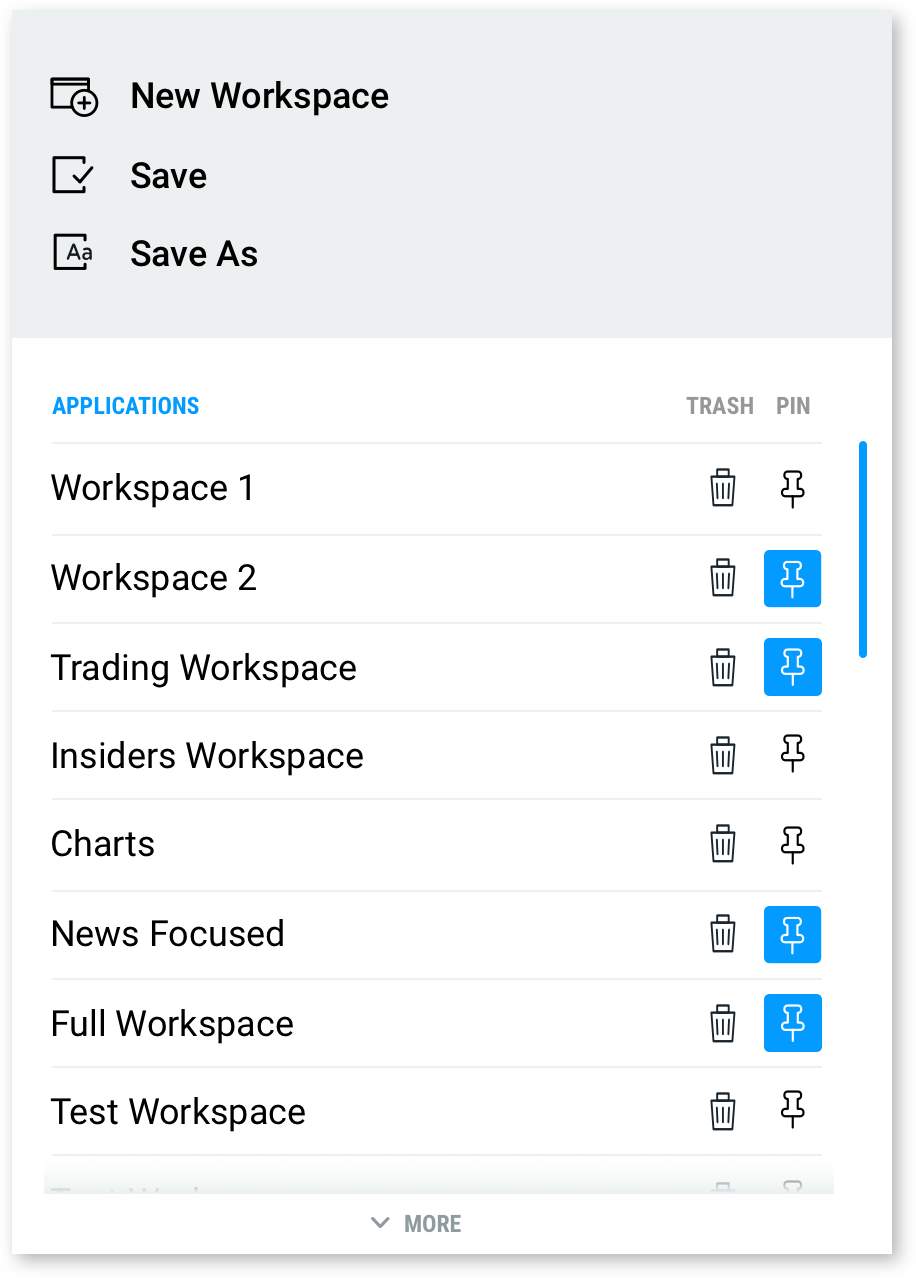 New Workspace
Save
Aa
Save As
APPLICATIONS TRASH PIN
Workspace 1
Workspace 2
Trading Workspace
Insiders Workspace
Charts
News Focused
Full Workspace
Test Workspace
MORE